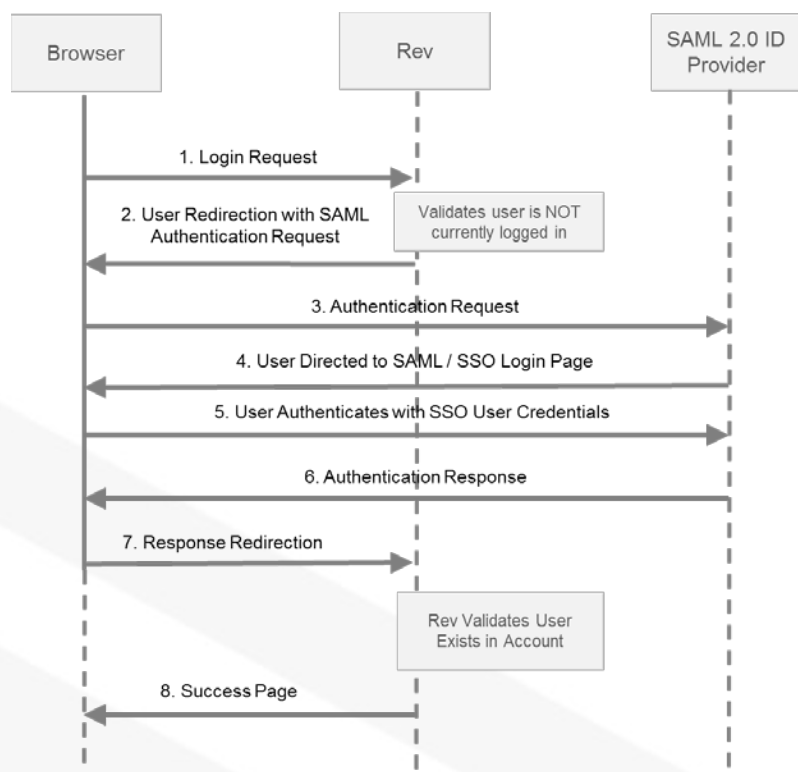 Browser
Rev
SAML 2.0 ID
Provider
1. Login Request
2. User Redirection with SAML
Authentication Request
Validates user is NOT
currently logged in
3. Authentication Request
4. User Directed to SAML / SSO Login Page
5. User Authenticates with SSO User Credentials
6. Authentication Response
7. Response Redirection
Rev Validates User
Exists in Account
8. Success Page